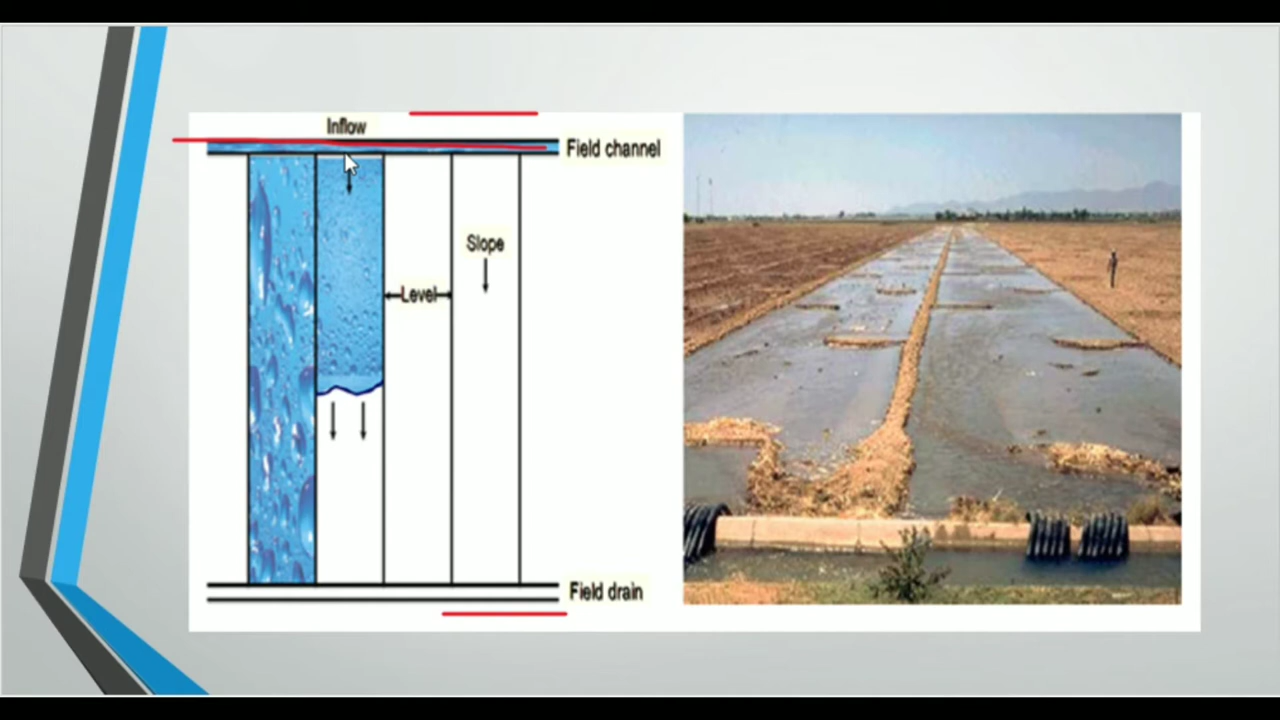 Inflow
Field channel
Slope
Level
Field drain